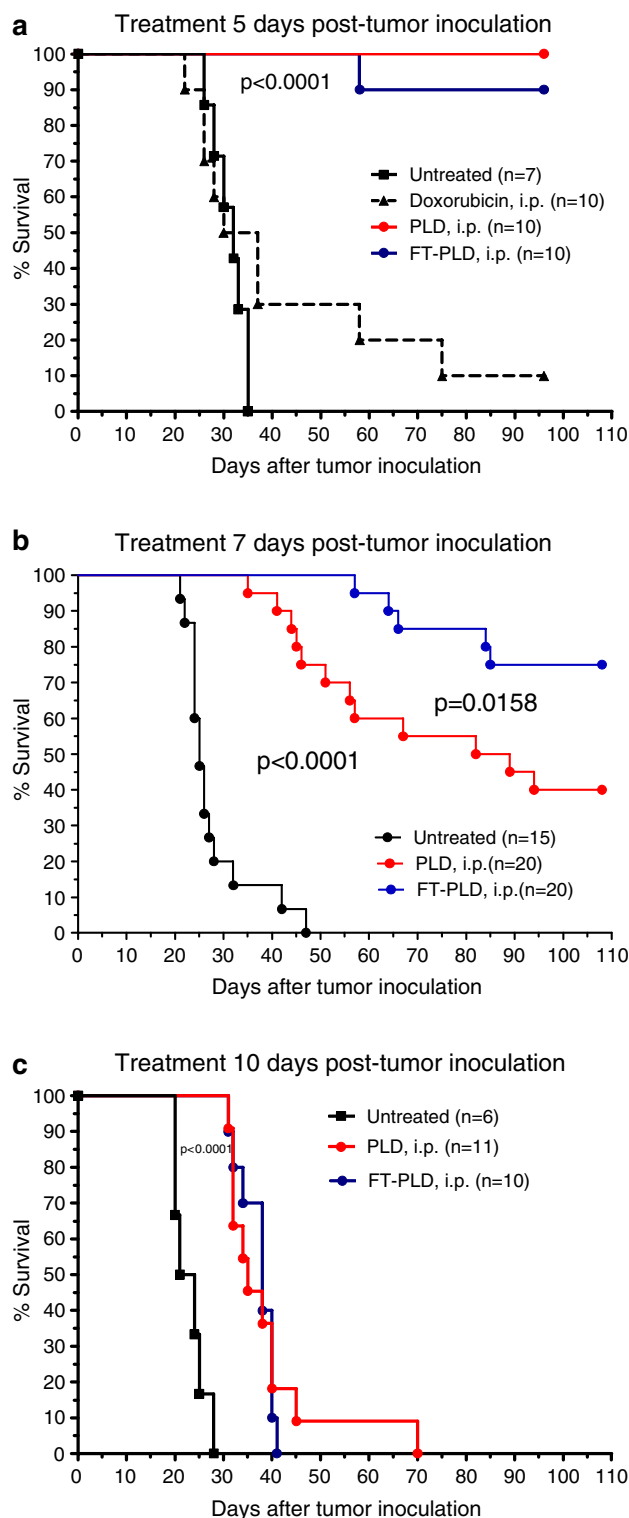 a Treatment 5 days post-tumor inoculation
100
90
80
70
60
50
40
30
20
10
0
% Survival
p<0.0001
Untreated (n=7)
Doxorubicin, i.p. (n=10)
PLD, i.p. (n=10)
FT-PLD, i.p. (n=10)
0 10 20 30 40 50 60 70 80 90 100 110
Days after tumor inoculation
b Treatment 7 days post-tumor inoculation
100
90
80
70
60
50
40
30
20
10
0
% Survival
p=0.0158
p<0.0001
Untreated (n=15)
PLD, i.p.(n=20)
FT-PLD, i.p.(n=20)
0 10 20 30 40 50 60 70 80 90 100 110
Days after tumor inoculation
c Treatment 10 days post-tumor inoculation
100
90
80
70
60
50
40
30
20
10
0
% Survival
p<0.0001
Untreated (n=6)
PLD, i.p. (n=11)
FT-PLD, i.p. (n=10)
0 10 20 30 40 50 60 70 80 90 100 110
Days after tumor inoculation